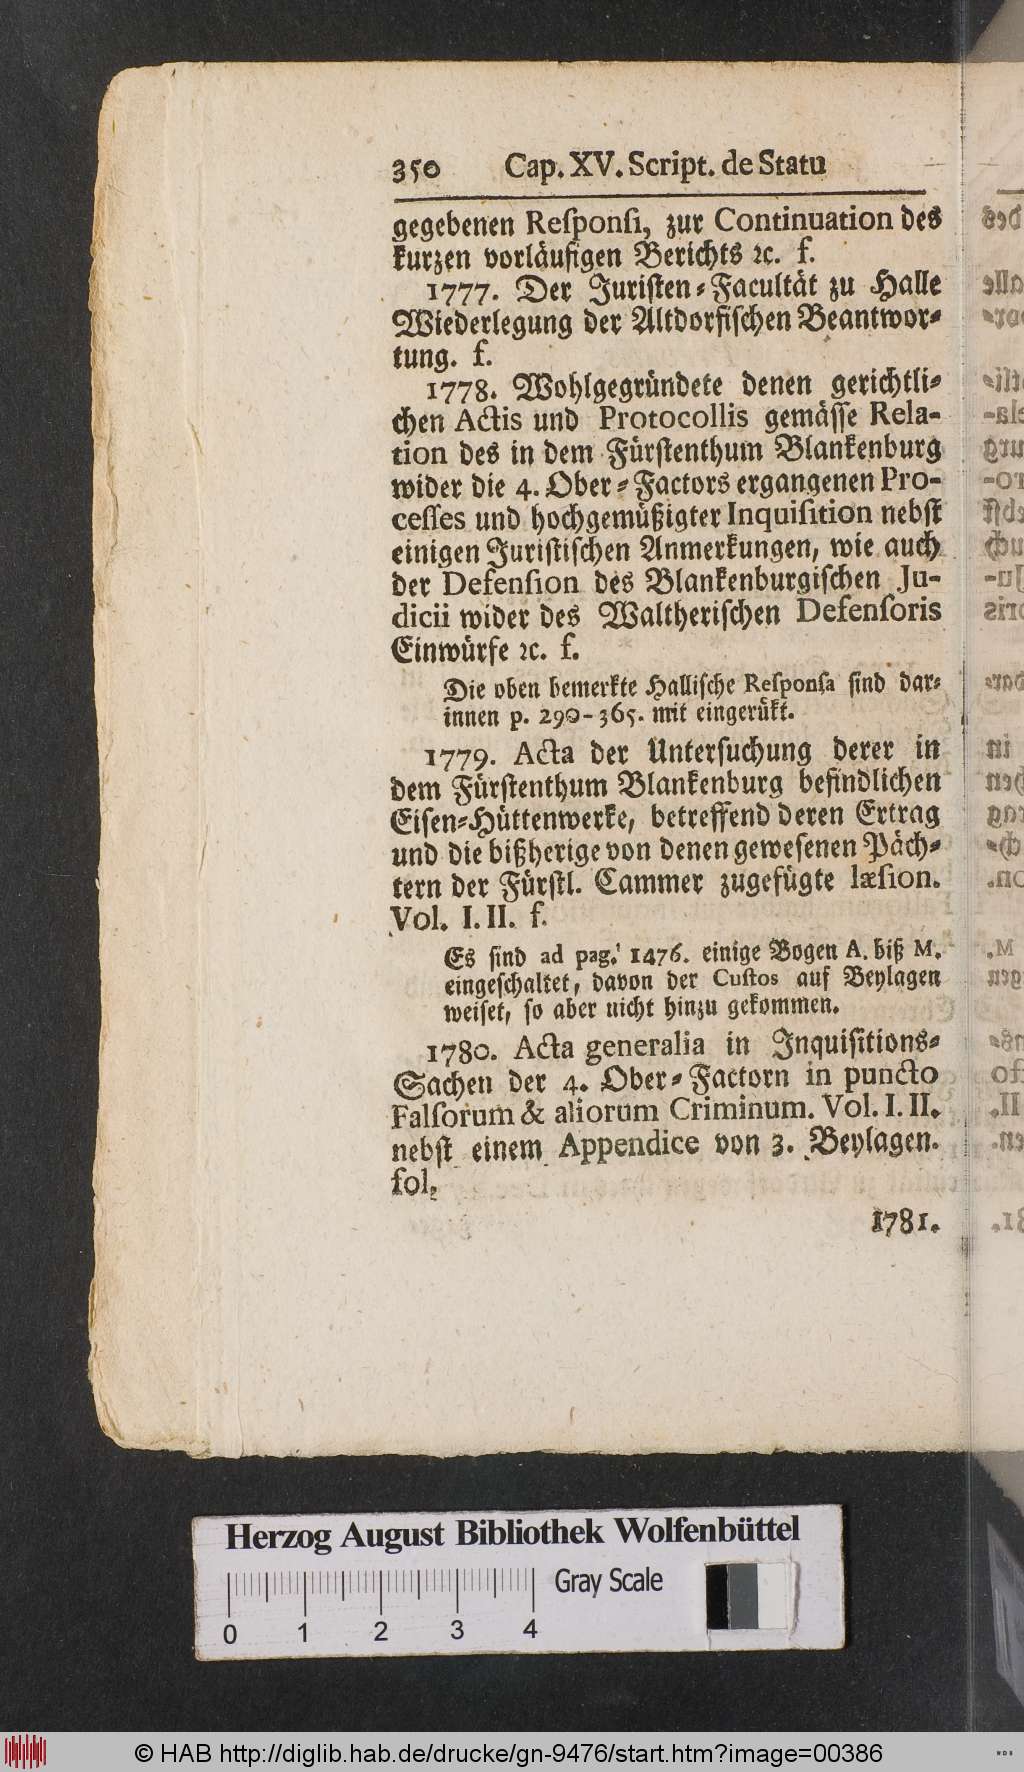 350 Cap. XV. Script. de Statu
gegebenen Reſponſi, zur Continuation des
kurzen vorläufigen Berichts ꝛc. f.
1777. Der Juriſten-Facultät zu Halle
Wiederlegung der Altdorfiſchen Beantwor-
tung. f.
1778. Wohlgegründete denen gerichtli-
chen Actis und Protocollis gemäſſe Rela-
tion des in dem Fürſtenthum Blankenburg
wider die 4. Ober-Factors ergangenen Pro-
ceſſes und hochgemüßigter Inquiſition nebſt
einigen Juriſtiſchen Anmerkungen, wie auch
der Defenſion des Blankenburgiſchen Ju-
dicii wider des Waltheriſchen Defenſoris
Einwürfe ꝛc. f.
Die oben bemerkte Halliſche Reſponſa ſind dar-
innen p. 290-365. mit eingerükt.
1779. Acta der Unterſuchung derer in
dem Fürſtenthum Blankenburg befindlichen
Eiſen-Hüttenwerke, betreffend deren Ertrag
und die bißherige von denen geweſenen Päch-
tern der Fürſtl. Cammer zugefügte læſion.
Vol. I. II. f.
Es ſind ad pag. 1476. einige Bogen A. biß M.
eingeſchaltet, davon der Cuſtos auf Beylagen
weiſet, ſo aber nicht hinzu gekommen.
1780. Acta generalia in Inquiſitions-
Sachen der 4. Ober-Factorn in puncto
Falſorum & aliorum Criminum. Vol. I. II.
nebſt einem Appendice von 3. Beylagen.
fol.
1781.
Herzog August Bibliothek Wolfenbüttel
Gray Scale
0 1 2 3 4
© HAB http://diglib.hab.de/drucke/gn-9476/start.htm?image=00386